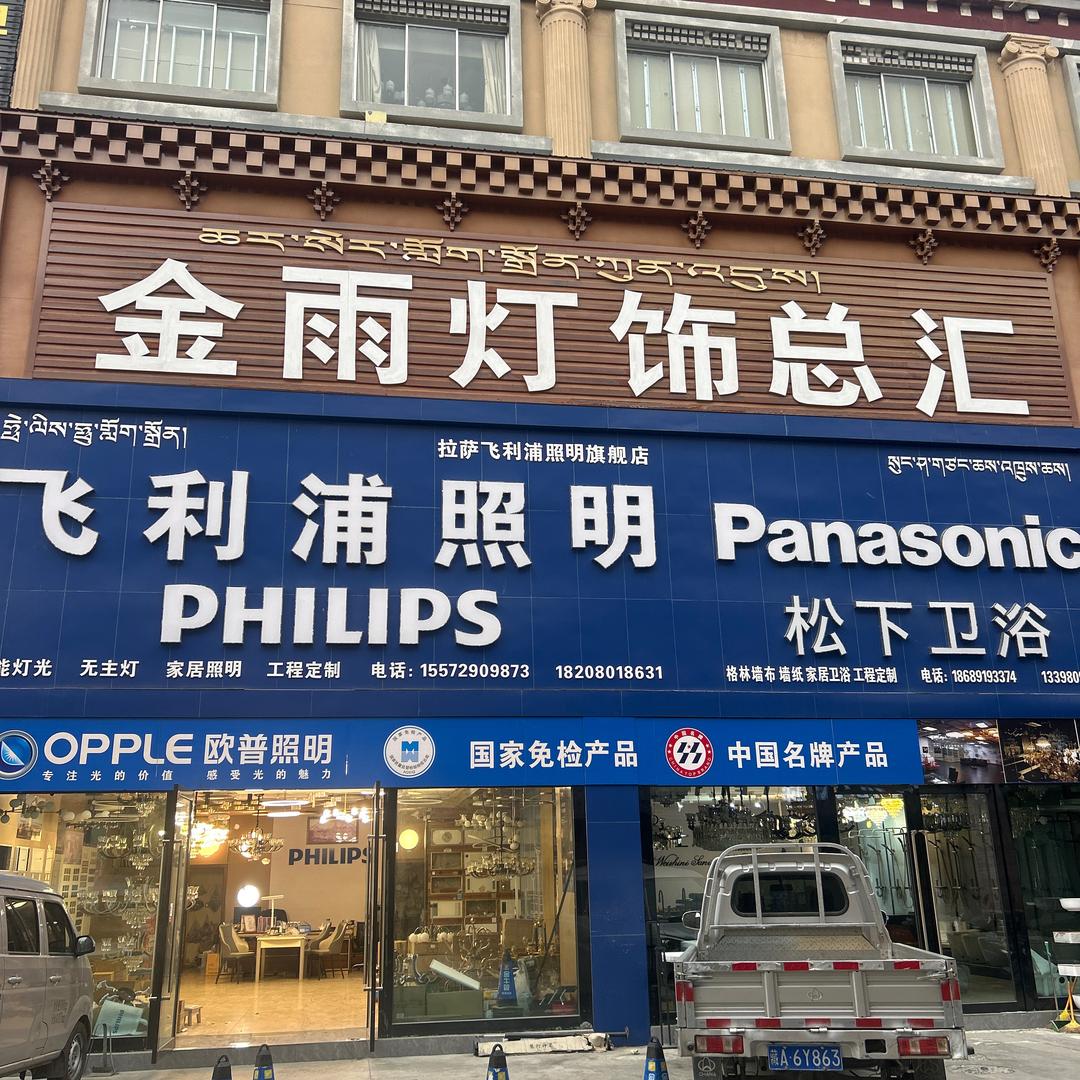 金雨灯饰总汇
拉萨飞利浦照明旗舰店
飞利浦照明
PHILIPS
能灯光 无主灯 家居照明 工程定制 电话:15572909873 18208018631
Panasonic
松下卫浴
格林墙布 墙纸 家居卫浴 工程定制 电话:18689193374 13398
OPPLE 欧普照明
专注光的价值 感受光的魅力
国家免检产品
中国名牌产品
PHILIPS
藏A·6Y863